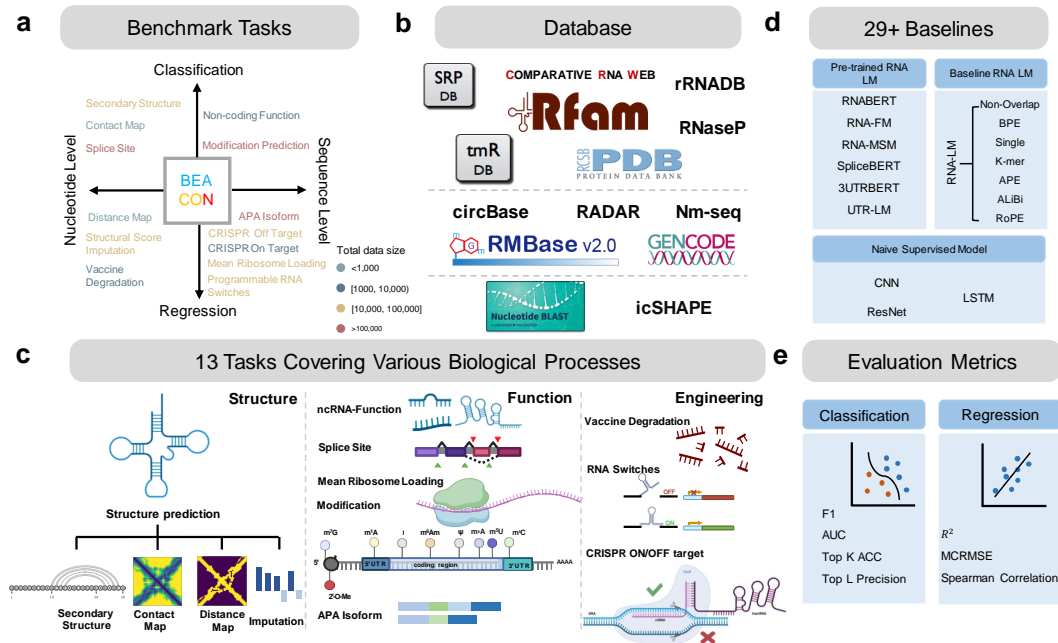 a
Benchmark Tasks
Classification
Secondary Structure
Contact Map
Splice Site
Non-coding Function
Modification Prediction
Nucleotide Level
Sequence Level
BEA
CON
Distance Map
Structural Score
Imputation
Vaccine
Degradation
APA Isoform
CRISPR Off Target
CRISPR On Target
Mean Ribosome Loading
Programmable RNA
Switches
Regression
Total data size
<1,000
[1000, 10,000)
[10,000, 100,000]
>100,000
b
Database
SRP
DB
COMPARATIVE RNA WEB
rRNADB
Rfam
RNaseP
tmR
DB
RCSB
PDB
PROTEIN DATA BANK
circBase
RADAR
Nm-seq
m
G
m
RMBase v2.0
GENCODE
Nucleotide BLAST
icSHAPE
d
29+ Baselines
Pre-trained RNA
LM
RNABERT
RNA-FM
RNA-MSM
SpliceBERT
3UTRBERT
UTR-LM
Baseline RNA LM
RNA-LM
Non-Overlap
BPE
Single
K-mer
APE
ALiBi
RoPE
Naive Supervised Model
CNN
LSTM
ResNet
c
13 Tasks Covering Various Biological Processes
Structure
Structure prediction
Secondary
Structure
Contact
Map
Distance
Map
Imputation
Function
ncRNA-Function
Splice Site
Mean Ribosome Loading
Modification
m⁷G
m¹A
I
m⁶Am
Ψ
m⁶A
m⁵U
m⁵C
5'
5'UTR
coding region
3'UTR
AAAA
2'-O-Me
APA Isoform
Engineering
Vaccine Degradation
RNA Switches
OFF
ON
CRISPR ON/OFF target
e
Evaluation Metrics
Classification
F1
AUC
Top K ACC
Top L Precision
Regression
R²
MCRMSE
Spearman Correlation